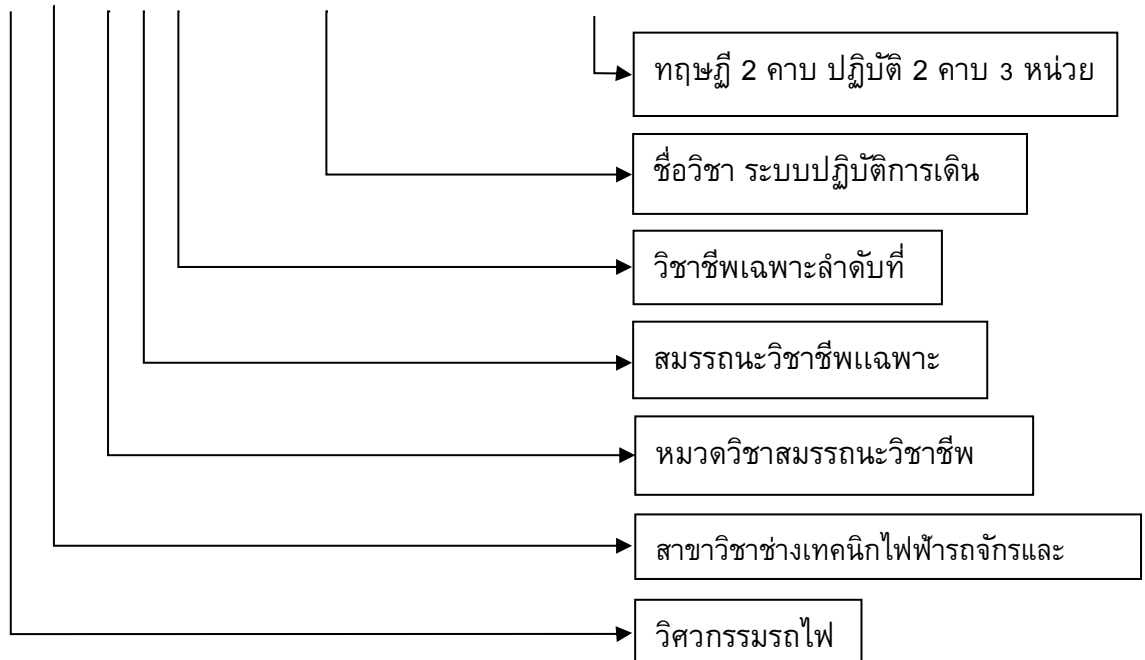 ทฤษฏี 2 คาบ ปฏิบัติ 2 คาบ 3 หน่วย
ชื่อวิชา ระบบปฏิบัติการเดิน
วิชาชีพเฉพาะลำดับที่
สมรรถนะวิชาชีพแฉพาะ
หมวดวิชาสมรรถนะวิชาชีพ
สาขาวิชาช่างเทคนิกไฟฟ้ารถจักรและ
วิศวกรรมรถไฟ